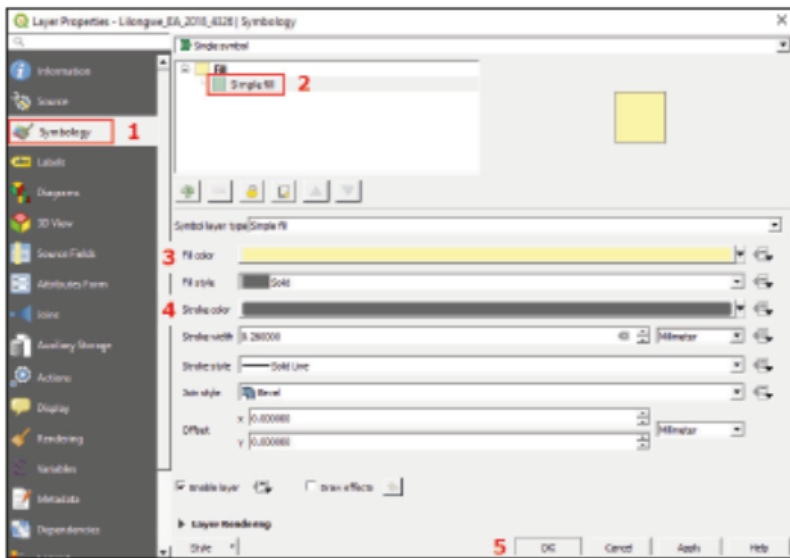 Layer Properties - Lilongwe_EA_2018_4326 | Symbology
Single symbol
Information
Fill
Simple fill 2
Source
Symbology 1
Labels
Diagrams
3D View
Symbol layer type Simple fill
Source Fields
3 Fill color
Attributes Form
Fill style Solid
Joins
4 Stroke color
Auxiliary Storage
Stroke width 0.260000 Millimeter
Actions
Stroke style Solid Line
Display
Join style Bevel
Rendering
Offset x 0.000000 Millimeter
y 0.000000
Variables
Enable layer Draw effects
Metadata
Dependencies
Layer Rendering
Style 5 OK Cancel Apply Help